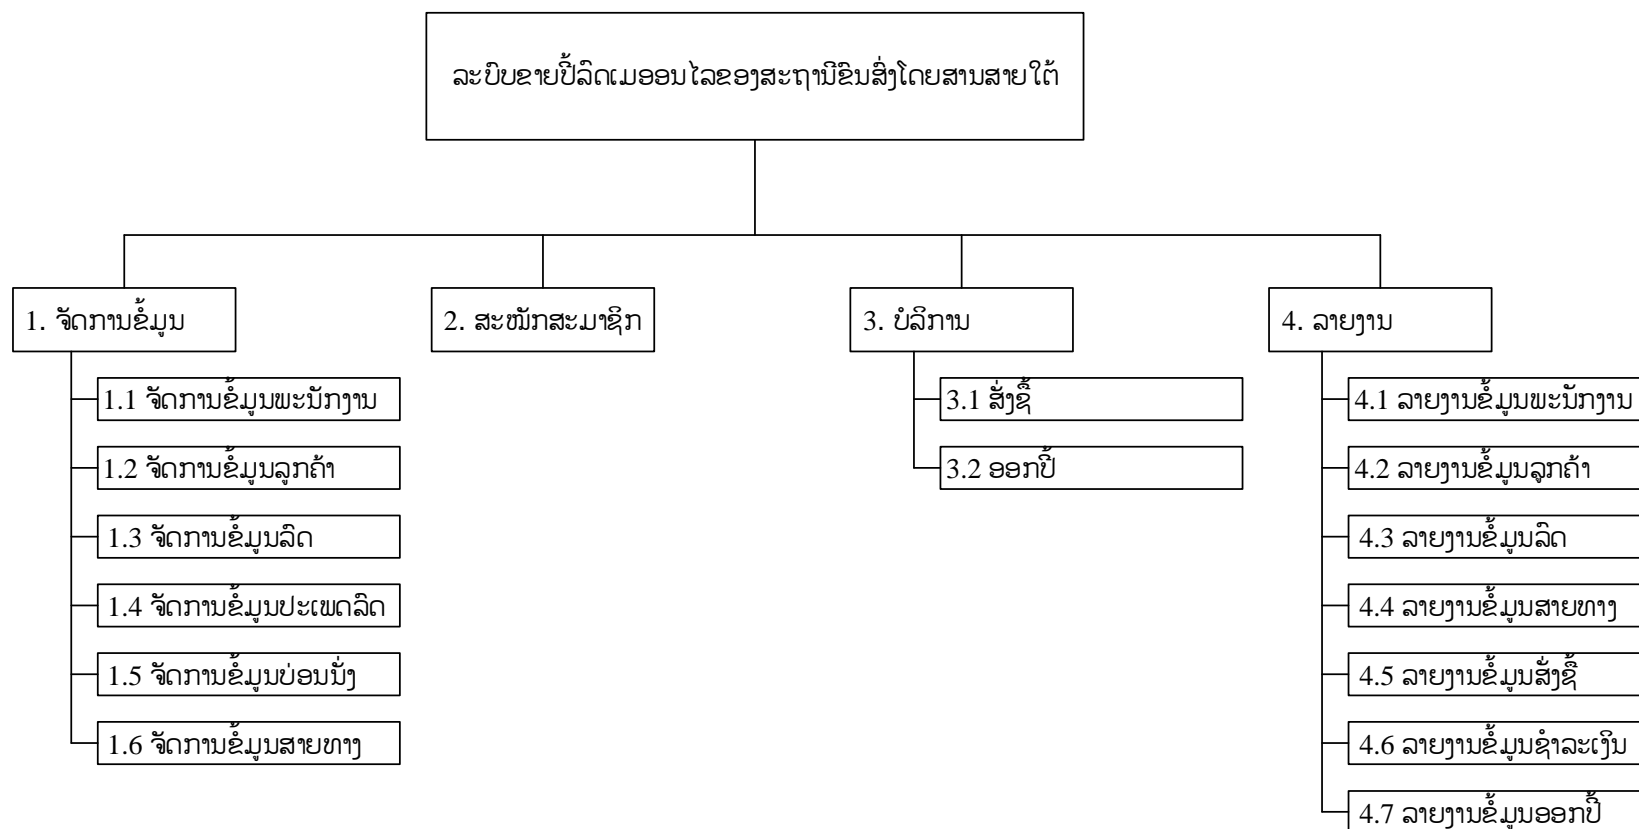 ລະບົບຂາຍປີ້ລົດເມອອນໄລຂອງສະຖານີຂົນສົ່ງໂດຍສານສາຍໃຕ້
1. ຈັດການຂໍ້ມູນ
1.1 ຈັດການຂໍ້ມູນພະນັກງານ
1.2 ຈັດການຂໍ້ມູນລູກຄ້າ
1.3 ຈັດການຂໍ້ມູນລົດ
1.4 ຈັດການຂໍ້ມູນປະເພດລົດ
1.5 ຈັດການຂໍ້ມູນບ່ອນນັ່ງ
1.6 ຈັດການຂໍ້ມູນສາຍທາງ
2. ສະໝັກສະມາຊິກ
3. ບໍລິການ
3.1 ສັ່ງຊື້
3.2 ອອກປີ້
4. ລາຍງານ
4.1 ລາຍງານຂໍ້ມູນພະນັກງານ
4.2 ລາຍງານຂໍ້ມູນລູກຄ້າ
4.3 ລາຍງານຂໍ້ມູນລົດ
4.4 ລາຍງານຂໍ້ມູນສາຍທາງ
4.5 ລາຍງານຂໍ້ມູນສັ່ງຊື້
4.6 ລາຍງານຂໍ້ມູນຊຳລະເງິນ
4.7 ລາຍງານຂໍ້ມູນອອກປີ້